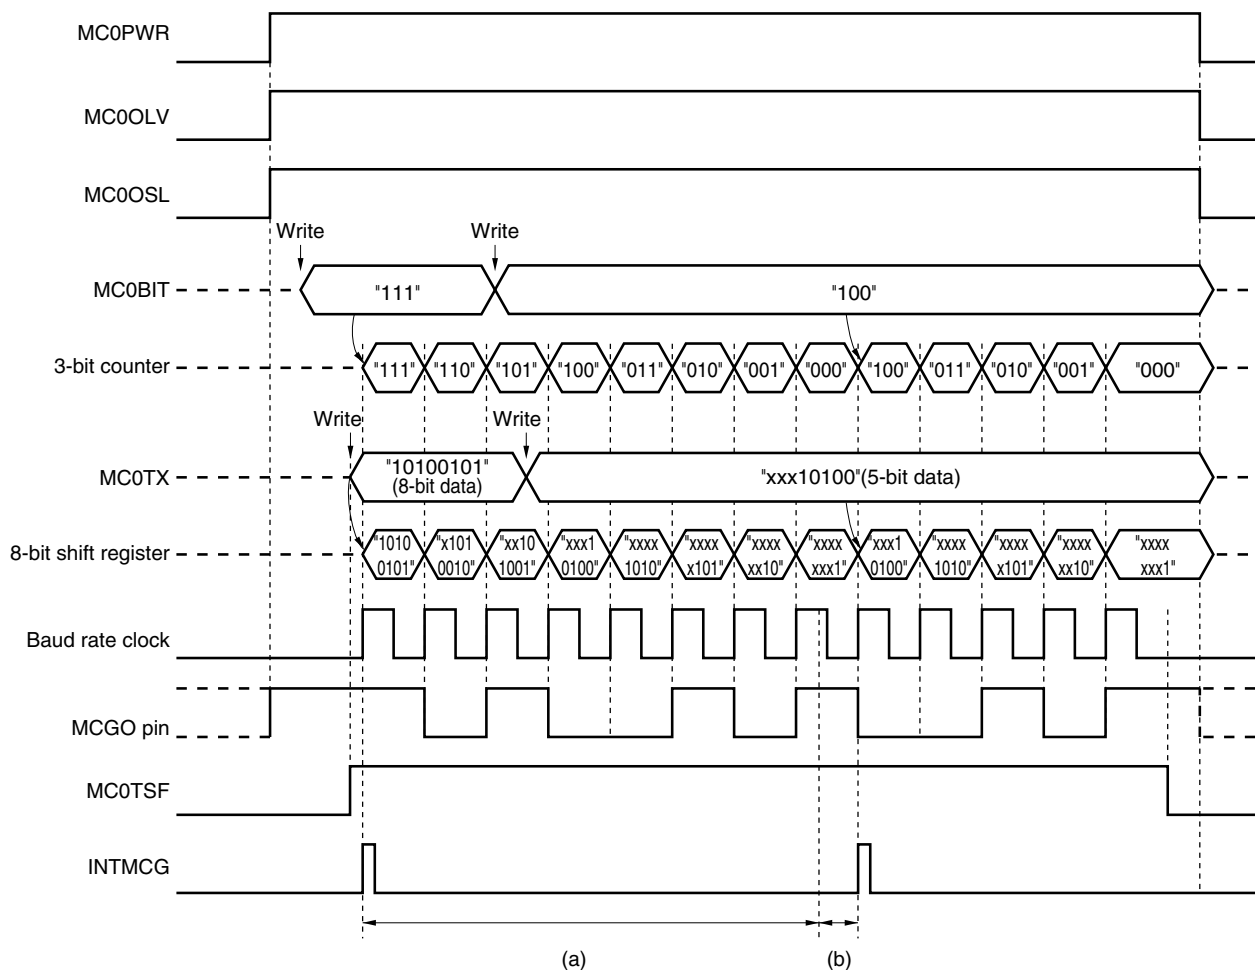 MC0PWR
MC0OLV
MC0OSL
Write Write
MC0BIT "111" "100"
3-bit counter "111" "110" "101" "100" "011" "010" "001" "000" "100" "011" "010" "001" "000"
Write Write
MC0TX "10100101" "xxx10100"(5-bit data)
(8-bit data)
8-bit shift register "1010 "x101 "xx10 "xxx1 "xxxx "xxxx "xxxx "xxxx "xxx1 "xxxx "xxxx "xxxx "xxxx
0101" 0010" 1001" 0100" 1010" x101" xx10" xxx1" 0100" 1010" x101" xx10" xxx1"
Baud rate clock
MCGO pin
MC0TSF
INTMCG
(a) (b)